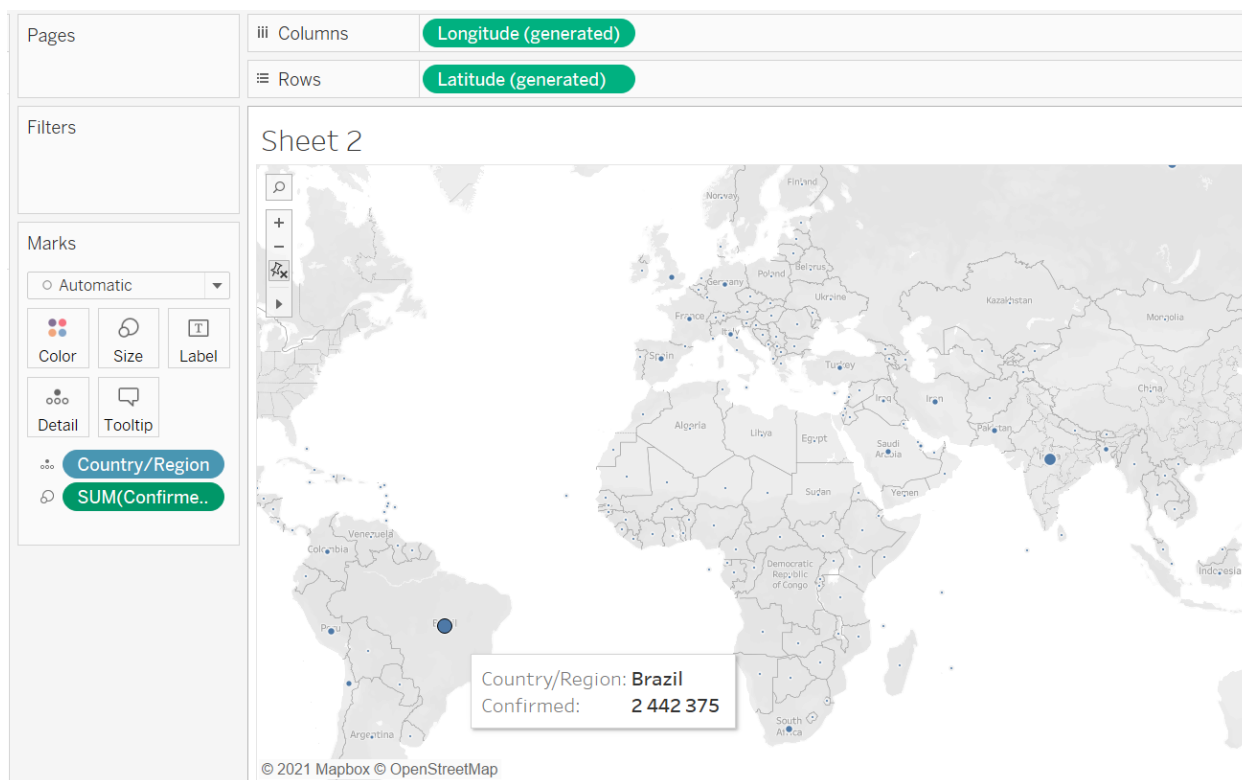 Pages
Columns
Longitude (generated)
Rows
Latitude (generated)
Filters
Sheet 2
Marks
Automatic
Color
Size
Label
Detail
Tooltip
Country/Region
SUM(Confirme..
Finland
Norway
Poland
Belarus
Germany
Ukraine
France
Kazakhstan
Mongolia
Italy
Spain
Turkey
China
Iraq
Iran
Algeria
Libya
Egypt
Pakistan
Saudi
Arabia
Sudan
Yemen
Venezuela
Colombia
Democratic
Republic
of Congo
Indonesia
Peru
Brazil
Country/Region: Brazil
Confirmed: 2 442 375
South
Africa
Argentina
© 2021 Mapbox © OpenStreetMap